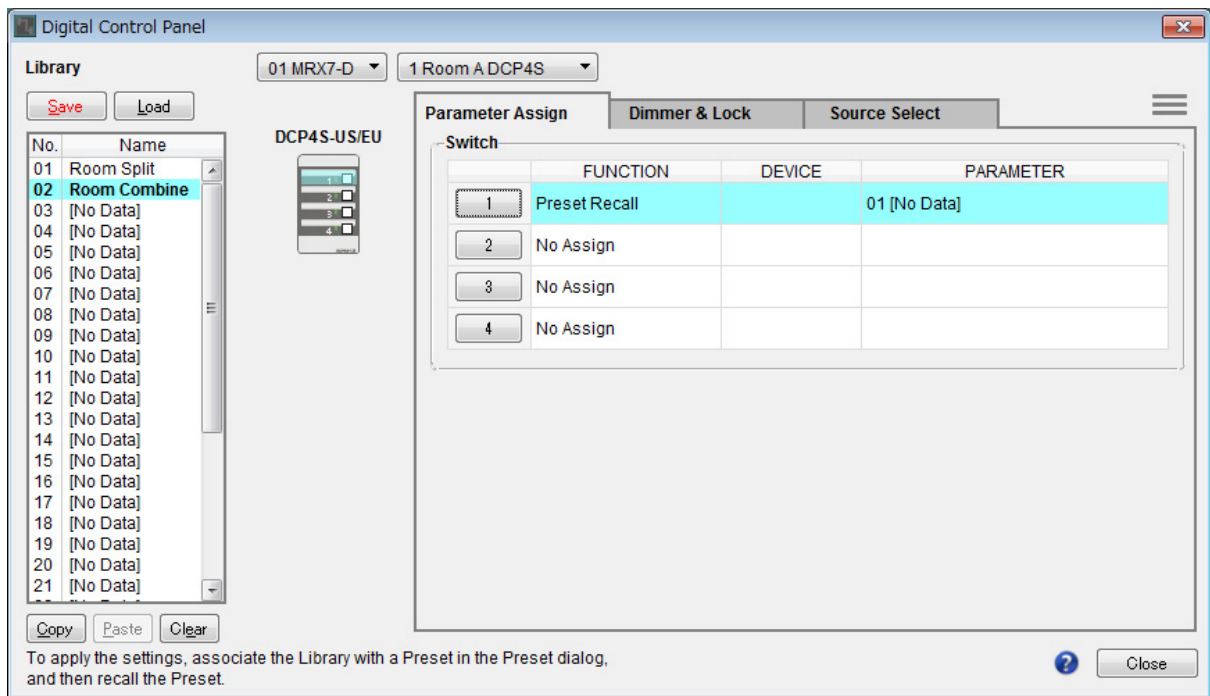 Digital Control Panel
Library
01 MRX7-D
1 Room A DCP4S
Save
Load
No. Name
01 Room Split
02 Room Combine
03 [No Data]
04 [No Data]
05 [No Data]
06 [No Data]
07 [No Data]
08 [No Data]
09 [No Data]
10 [No Data]
11 [No Data]
12 [No Data]
13 [No Data]
14 [No Data]
15 [No Data]
16 [No Data]
17 [No Data]
18 [No Data]
19 [No Data]
20 [No Data]
21 [No Data]
Copy
Paste
Clear
DCP4S-US/EU
1
2
3
4
Parameter Assign
Dimmer & Lock
Source Select
Switch
FUNCTION DEVICE PARAMETER
1 Preset Recall 01 [No Data]
2 No Assign
3 No Assign
4 No Assign
To apply the settings, associate the Library with a Preset in the Preset dialog,
and then recall the Preset.
?
Close